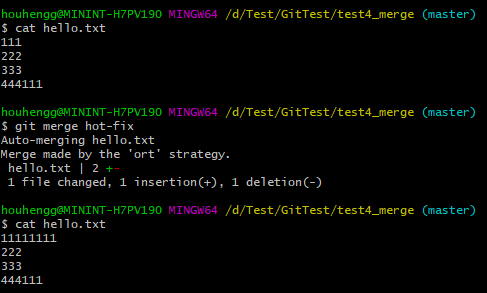 houhengg@MININT-H7PV19O MINGW64 /d/Test/GitTest/test4_merge (master)
$ cat hello.txt
111
222
333
444111
houhengg@MININT-H7PV19O MINGW64 /d/Test/GitTest/test4_merge (master)
$ git merge hot-fix
Auto-merging hello.txt
Merge made by the 'ort' strategy.
 hello.txt | 2 +-
 1 file changed, 1 insertion(+), 1 deletion(-)
houhengg@MININT-H7PV19O MINGW64 /d/Test/GitTest/test4_merge (master)
$ cat hello.txt
11111111
222
333
444111